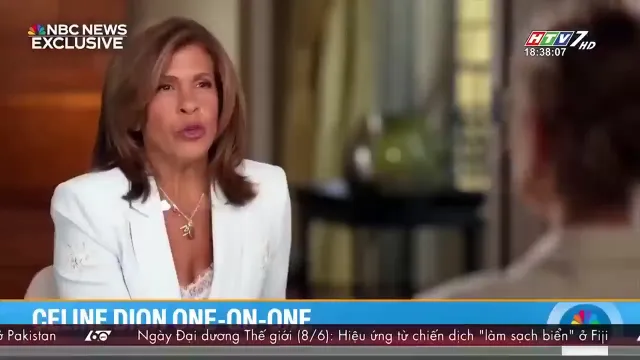 NBC NEWS
EXCLUSIVE
HTV7 HD
18:38:07
CELINE DION ONE-ON-ONE
Pakistan
60
Ngày Đại dương Thế giới (8/6): Hiệu ứng từ chiến dịch "làm sạch biển" ở Fiji